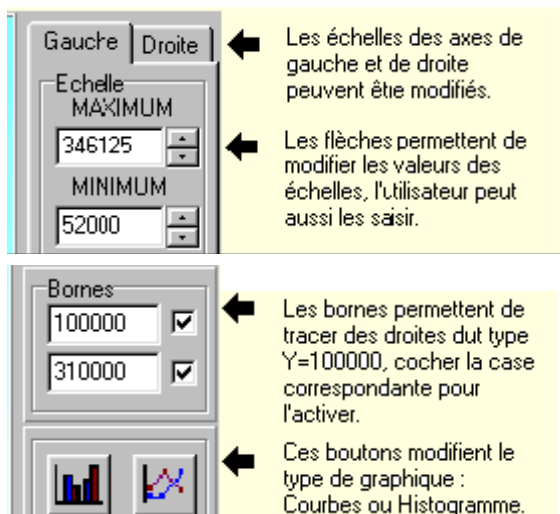 Gauche Droite
Echelle
MAXIMUM
346125
MINIMUM
52000
Les échelles des axes de
gauche et de droite
peuvent être modifiés.
Les flèches permettent de
modifier les valeurs des
échelles, l'utilisateur peut
aussi les saisir.
Bornes
100000
310000
Les bornes permettent de
tracer des droites dut type
Y=100000, cocher la case
correspondante pour
l'activer.
Ces boutons modifient le
type de graphique :
Courbes ou Histogramme.